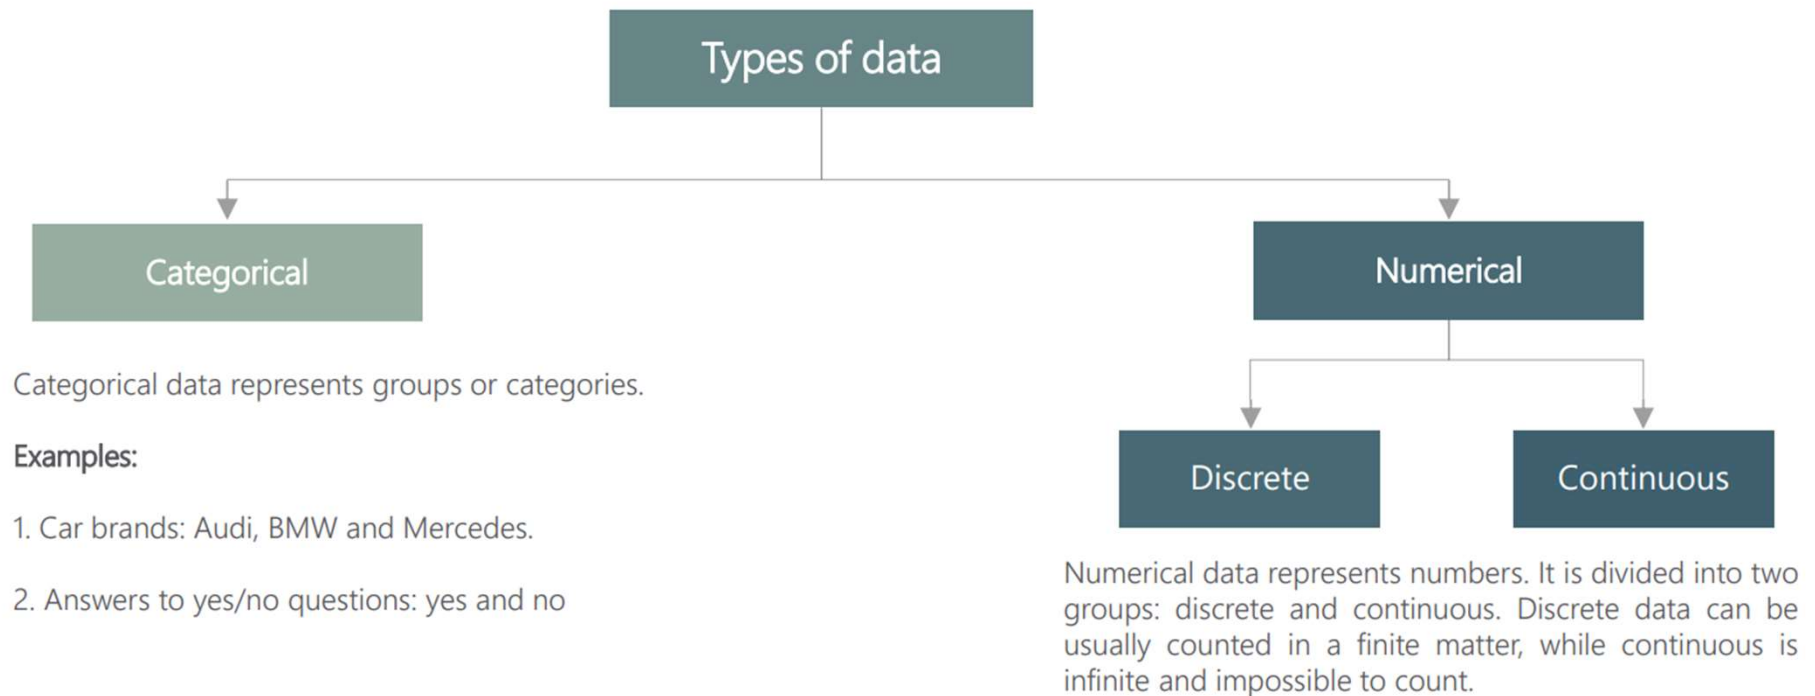 Types of data
Categorical
Numerical
Categorical data represents groups or categories.
Examples:
1. Car brands: Audi, BMW and Mercedes.
2. Answers to yes/no questions: yes and no
Discrete
Continuous
Numerical data represents numbers. It is divided into two
groups: discrete and continuous. Discrete data can be
usually counted in a finite matter, while continuous is
infinite and impossible to count.